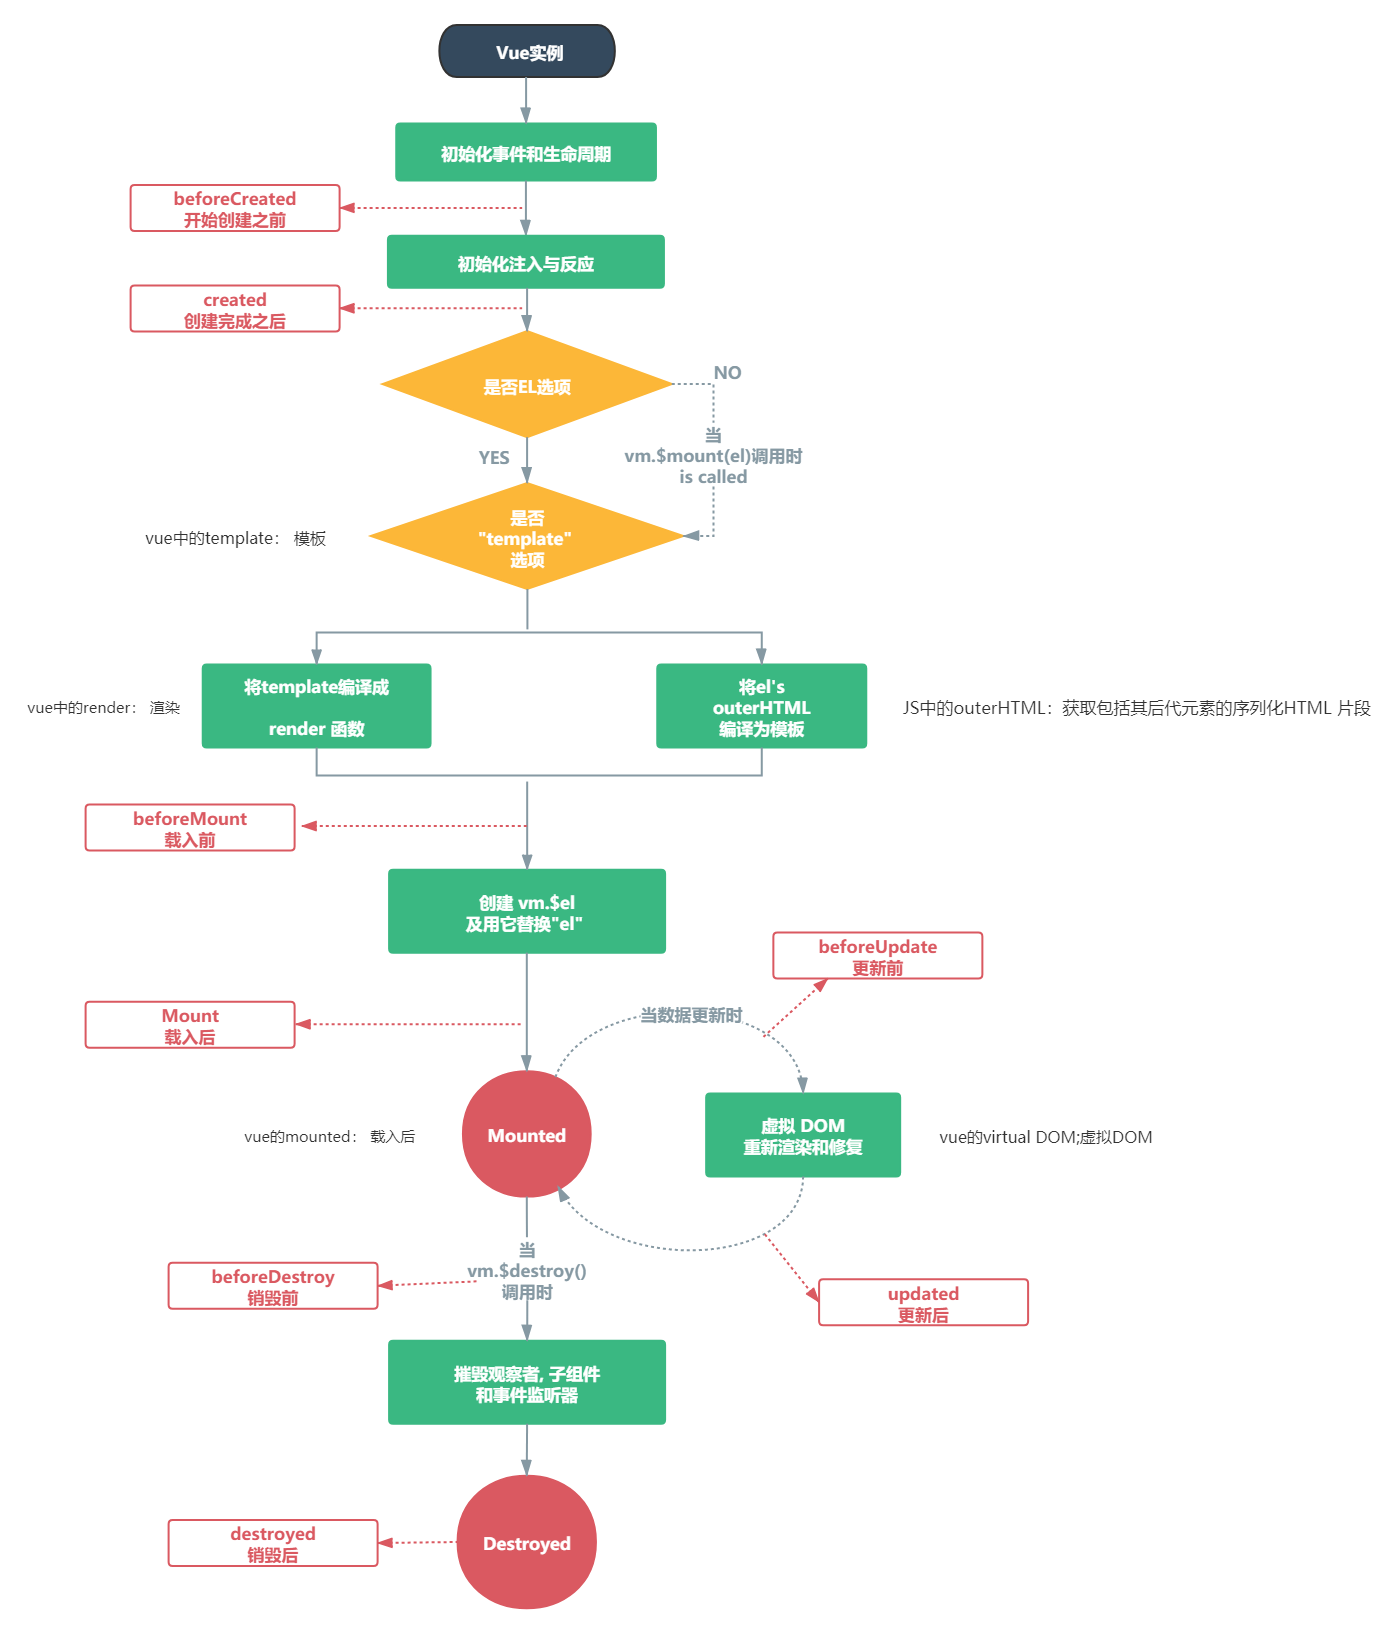 Vue实例
初始化事件和生命周期
beforeCreated
开始创建之前
初始化注入与反应
created
创建完成之后
是否EL选项
NO
当
vm.$mount(el)调用时
is called
YES
是否
"template"
选项
vue中的template： 模板
将template编译成
render 函数
vue中的render： 渲染
将el's
outerHTML
编译为模板
JS中的outerHTML：获取包括其后代元素的序列化HTML 片段
beforeMount
载入前
创建 vm.$el
及用它替换"el"
beforeUpdate
更新前
Mount
载入后
当数据更新时
Mounted
vue的mounted： 载入后
虚拟 DOM
重新渲染和修复
vue的virtual DOM;虚拟DOM
当
vm.$destroy()
调用时
beforeDestroy
销毁前
updated
更新后
摧毁观察者, 子组件
和事件监听器
Destroyed
destroyed
销毁后